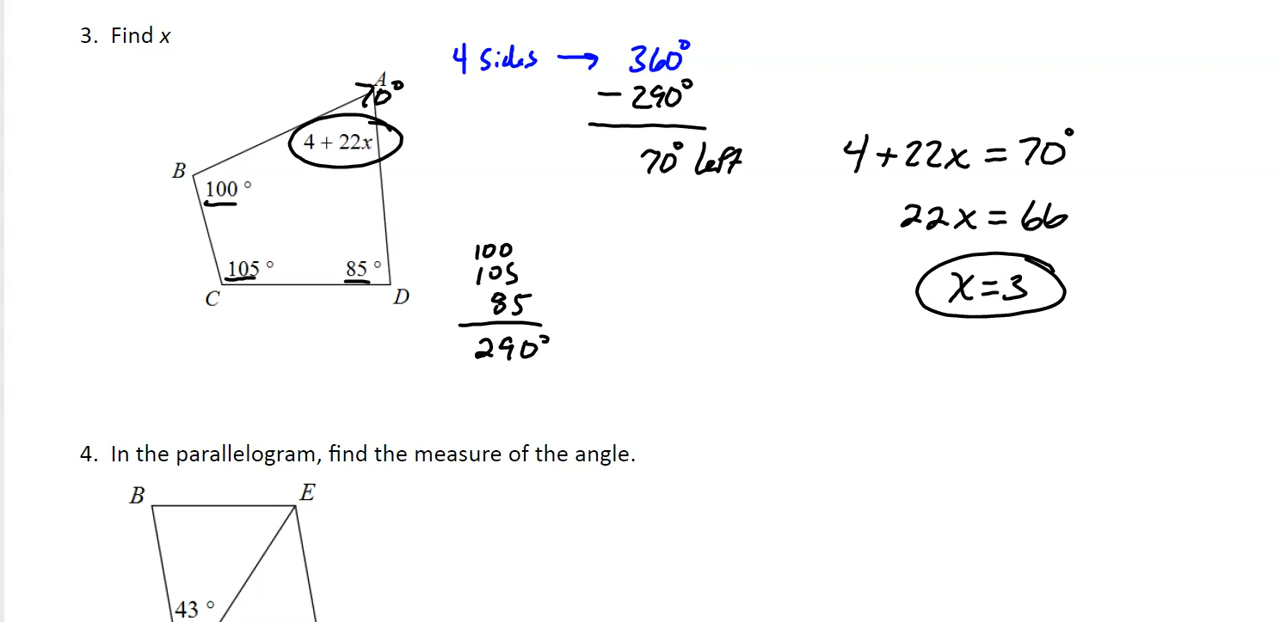 3. Find x
4 sides → 360°
− 290°
70° left
A
70°
4 + 22x
B
100 °
105 °
85 °
C
D
100
105
85
290°
4 + 22x = 70°
22x = 66
x = 3
4. In the parallelogram, find the measure of the angle.
B
E
43 °